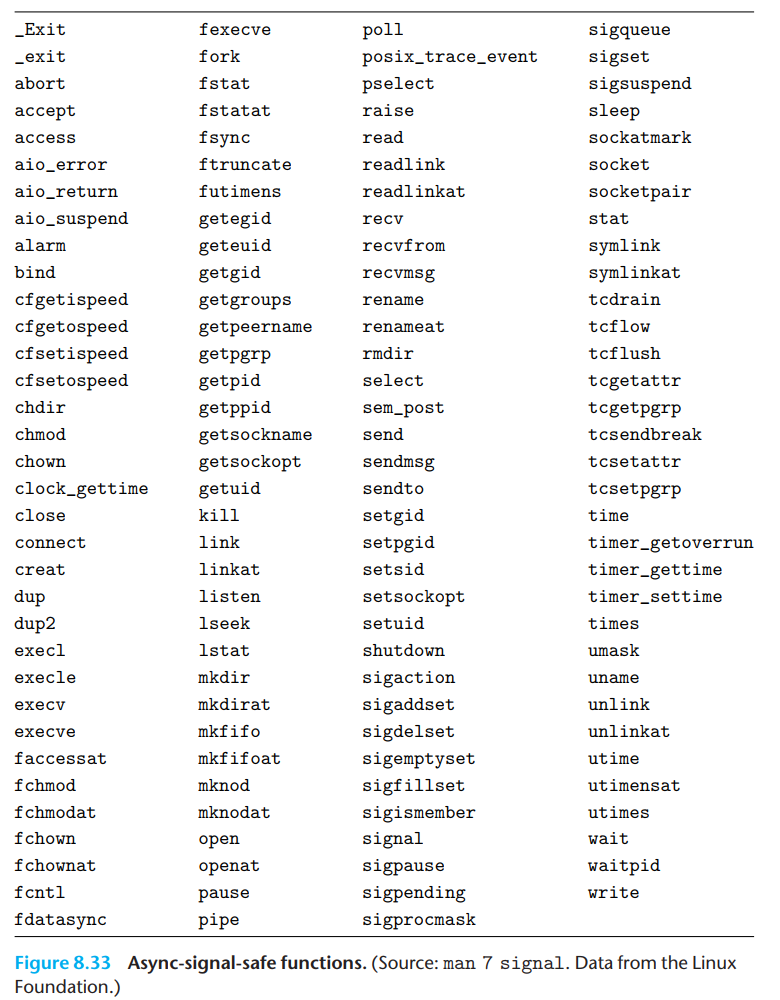 _Exit fexecve poll sigqueue
_exit fork posix_trace_event sigset
abort fstat pselect sigsuspend
accept fstatat raise sleep
access fsync read sockatmark
aio_error ftruncate readlink socket
aio_return futimens readlinkat socketpair
aio_suspend getegid recv stat
alarm geteuid recvfrom symlink
bind getgid recvmsg symlinkat
cfgetispeed getgroups rename tcdrain
cfgetospeed getpeername renameat tcflow
cfsetispeed getpgrp rmdir tcflush
cfsetospeed getpid select tcgetattr
chdir getppid sem_post tcgetpgrp
chmod getsockname send tcsendbreak
chown getsockopt sendmsg tcsetattr
clock_gettime getuid sendto tcsetpgrp
close kill setgid time
connect link setpgid timer_getoverrun
creat linkat setsid timer_gettime
dup listen setsockopt timer_settime
dup2 lseek setuid times
execl lstat shutdown umask
execle mkdir sigaction uname
execv mkdirat sigaddset unlink
execve mkfifo sigdelset unlinkat
faccessat mkfifoat sigemptyset utime
fchmod mknod sigfillset utimensat
fchmodat mknodat sigismember utimes
fchown open signal wait
fchownat openat sigpause waitpid
fcntl pause sigpending write
fdatasync pipe sigprocmask
Figure 8.33 Async-signal-safe functions. (Source: man 7 signal. Data from the Linux
Foundation.)